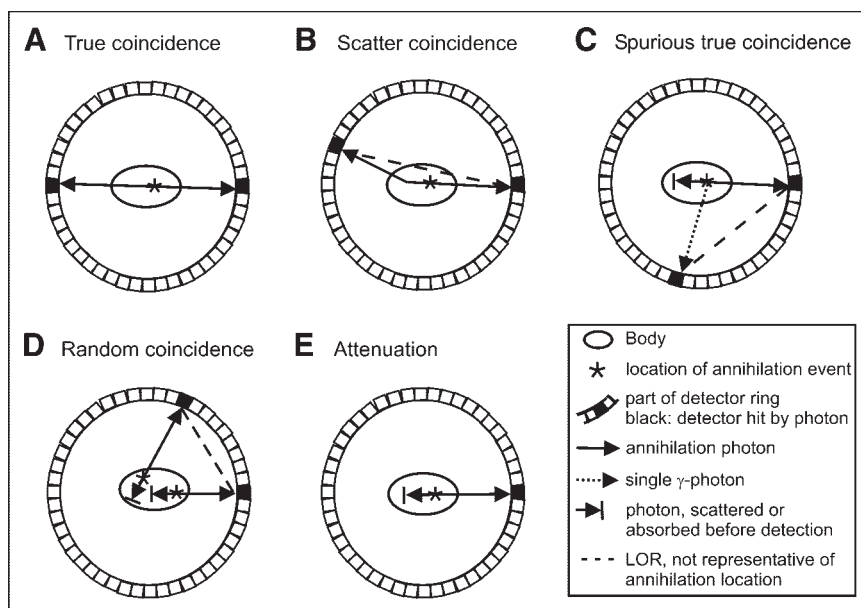 A True coincidence
B Scatter coincidence
C Spurious true coincidence
D Random coincidence
E Attenuation
Body
location of annihilation event
part of detector ring
black: detector hit by photon
annihilation photon
single γ-photon
photon, scattered or
absorbed before detection
LOR, not representative of
annihilation location